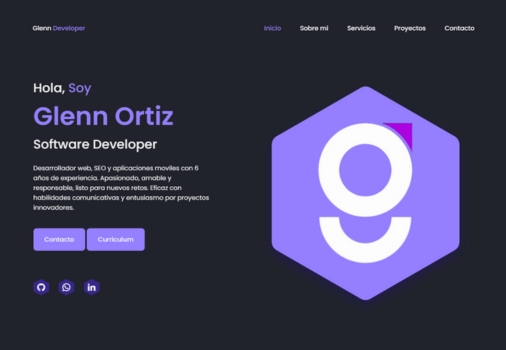 Glenn Developer
Inicio Sobre mi Servicios Proyectos Contacto
Hola, Soy
Glenn Ortiz
Software Developer
Desarrollador web, SEO y aplicaciones moviles con 6
años de experiencia. Apasionado, amable y
responsable, listo para nuevos retos. Eficaz con
habilidades comunicativas y entusiasmo por proyectos
innovadores.
Contacto Curriculum
g
in